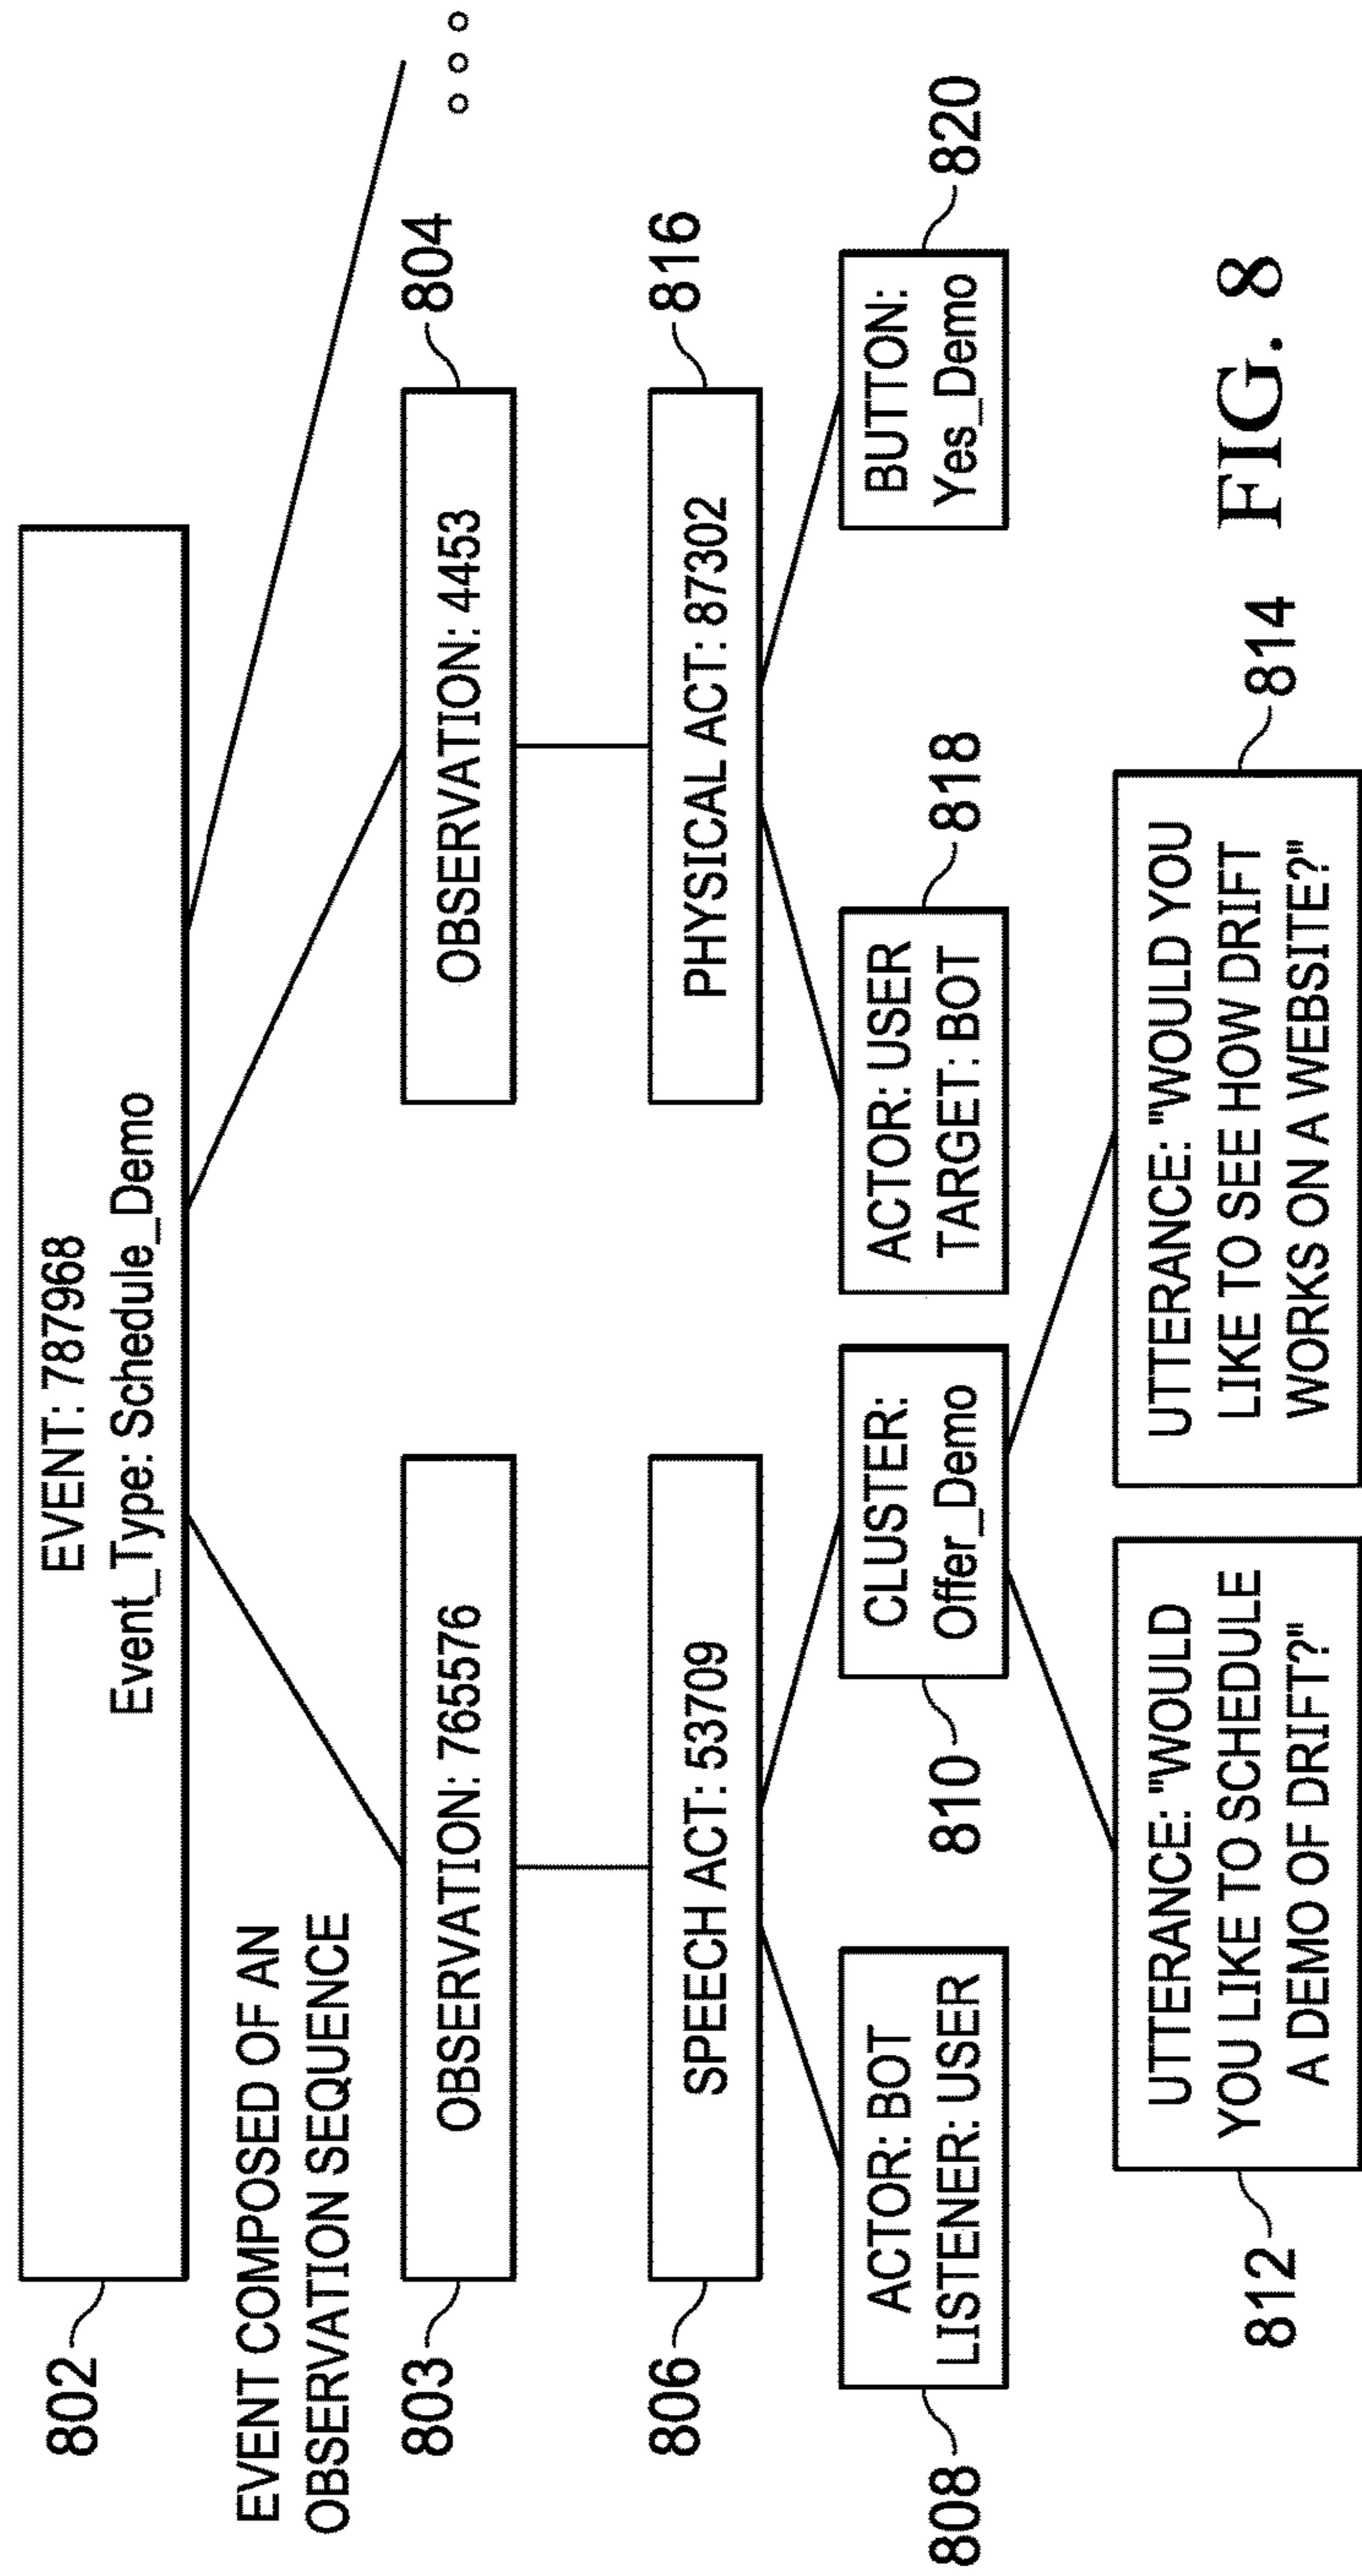 802
EVENT: 787968
Event_Type: Schedule_Demo
EVENT COMPOSED OF AN
OBSERVATION SEQUENCE
803
OBSERVATION: 765576
OBSERVATION: 4453
804
806
SPEECH ACT: 53709
PHYSICAL ACT: 87302
816
808
ACTOR: BOT
LISTENER: USER
810
CLUSTER:
Offer_Demo
ACTOR: USER
TARGET: BOT
818
BUTTON:
Yes_Demo
820
812
UTTERANCE: "WOULD
YOU LIKE TO SCHEDULE
A DEMO OF DRIFT?"
UTTERANCE: "WOULD YOU
LIKE TO SEE HOW DRIFT
WORKS ON A WEBSITE?"
814
FIG. 8